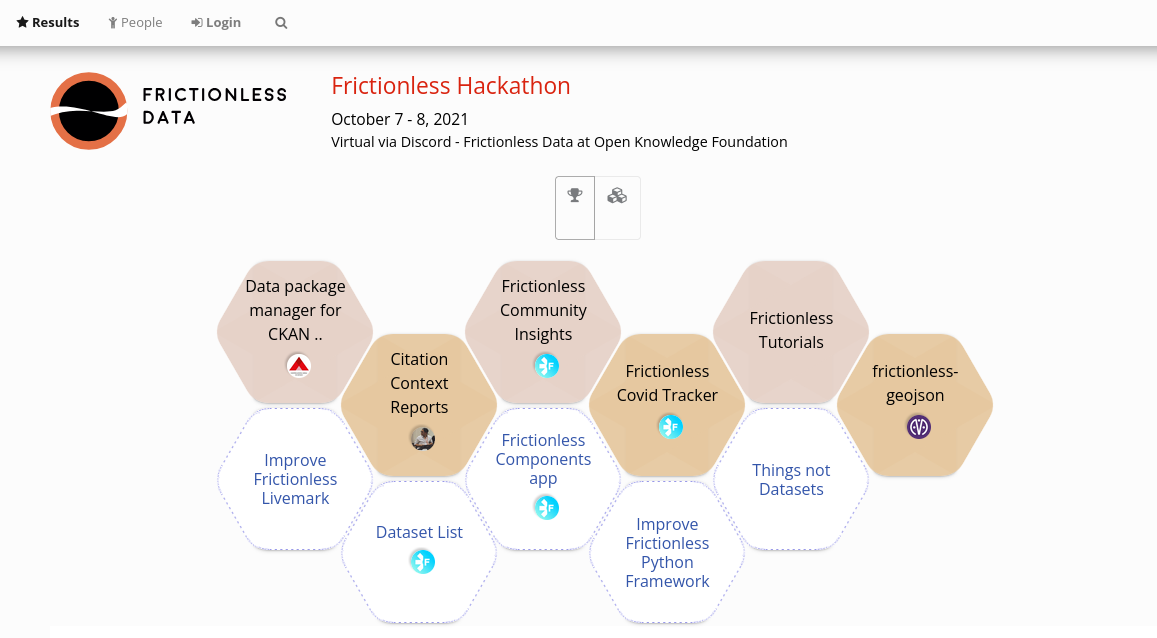 Results People Login
FRICTIONLESS
DATA
Frictionless Hackathon
October 7 - 8, 2021
Virtual via Discord - Frictionless Data at Open Knowledge Foundation
Data package
manager for
CKAN ..
Citation
Context
Reports
Frictionless
Community
Insights
Frictionless
Covid Tracker
Frictionless
Tutorials
frictionless-
geojson
Improve
Frictionless
Livemark
Dataset List
Frictionless
Components
app
Improve
Frictionless
Python
Framework
Things not
Datasets